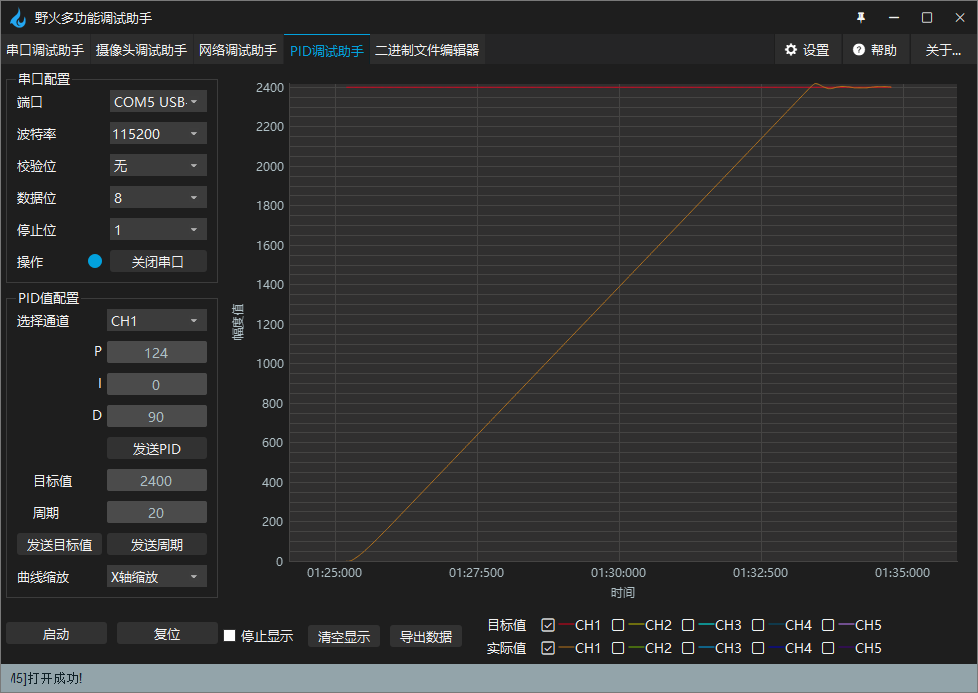 野火多功能调试助手
串口调试助手 摄像头调试助手 网络调试助手 PID调试助手 二进制文件编辑器 设置 帮助 关于...
串口配置
端口 COM5 USB-
波特率 115200
校验位 无
数据位 8
停止位 1
操作 关闭串口
PID值配置
选择通道 CH1
P 124
I 0
D 90
发送PID
目标值 2400
周期 20
发送目标值 发送周期
曲线缩放 X轴缩放
启动 复位 停止显示 清空显示 导出数据
幅度值
2400
2200
2000
1800
1600
1400
1200
1000
800
600
400
200
0
01:25:000 01:27:500 01:30:000 01:32:500 01:35:000
时间
目标值 CH1 CH2 CH3 CH4 CH5
实际值 CH1 CH2 CH3 CH4 CH5
5]打开成功!